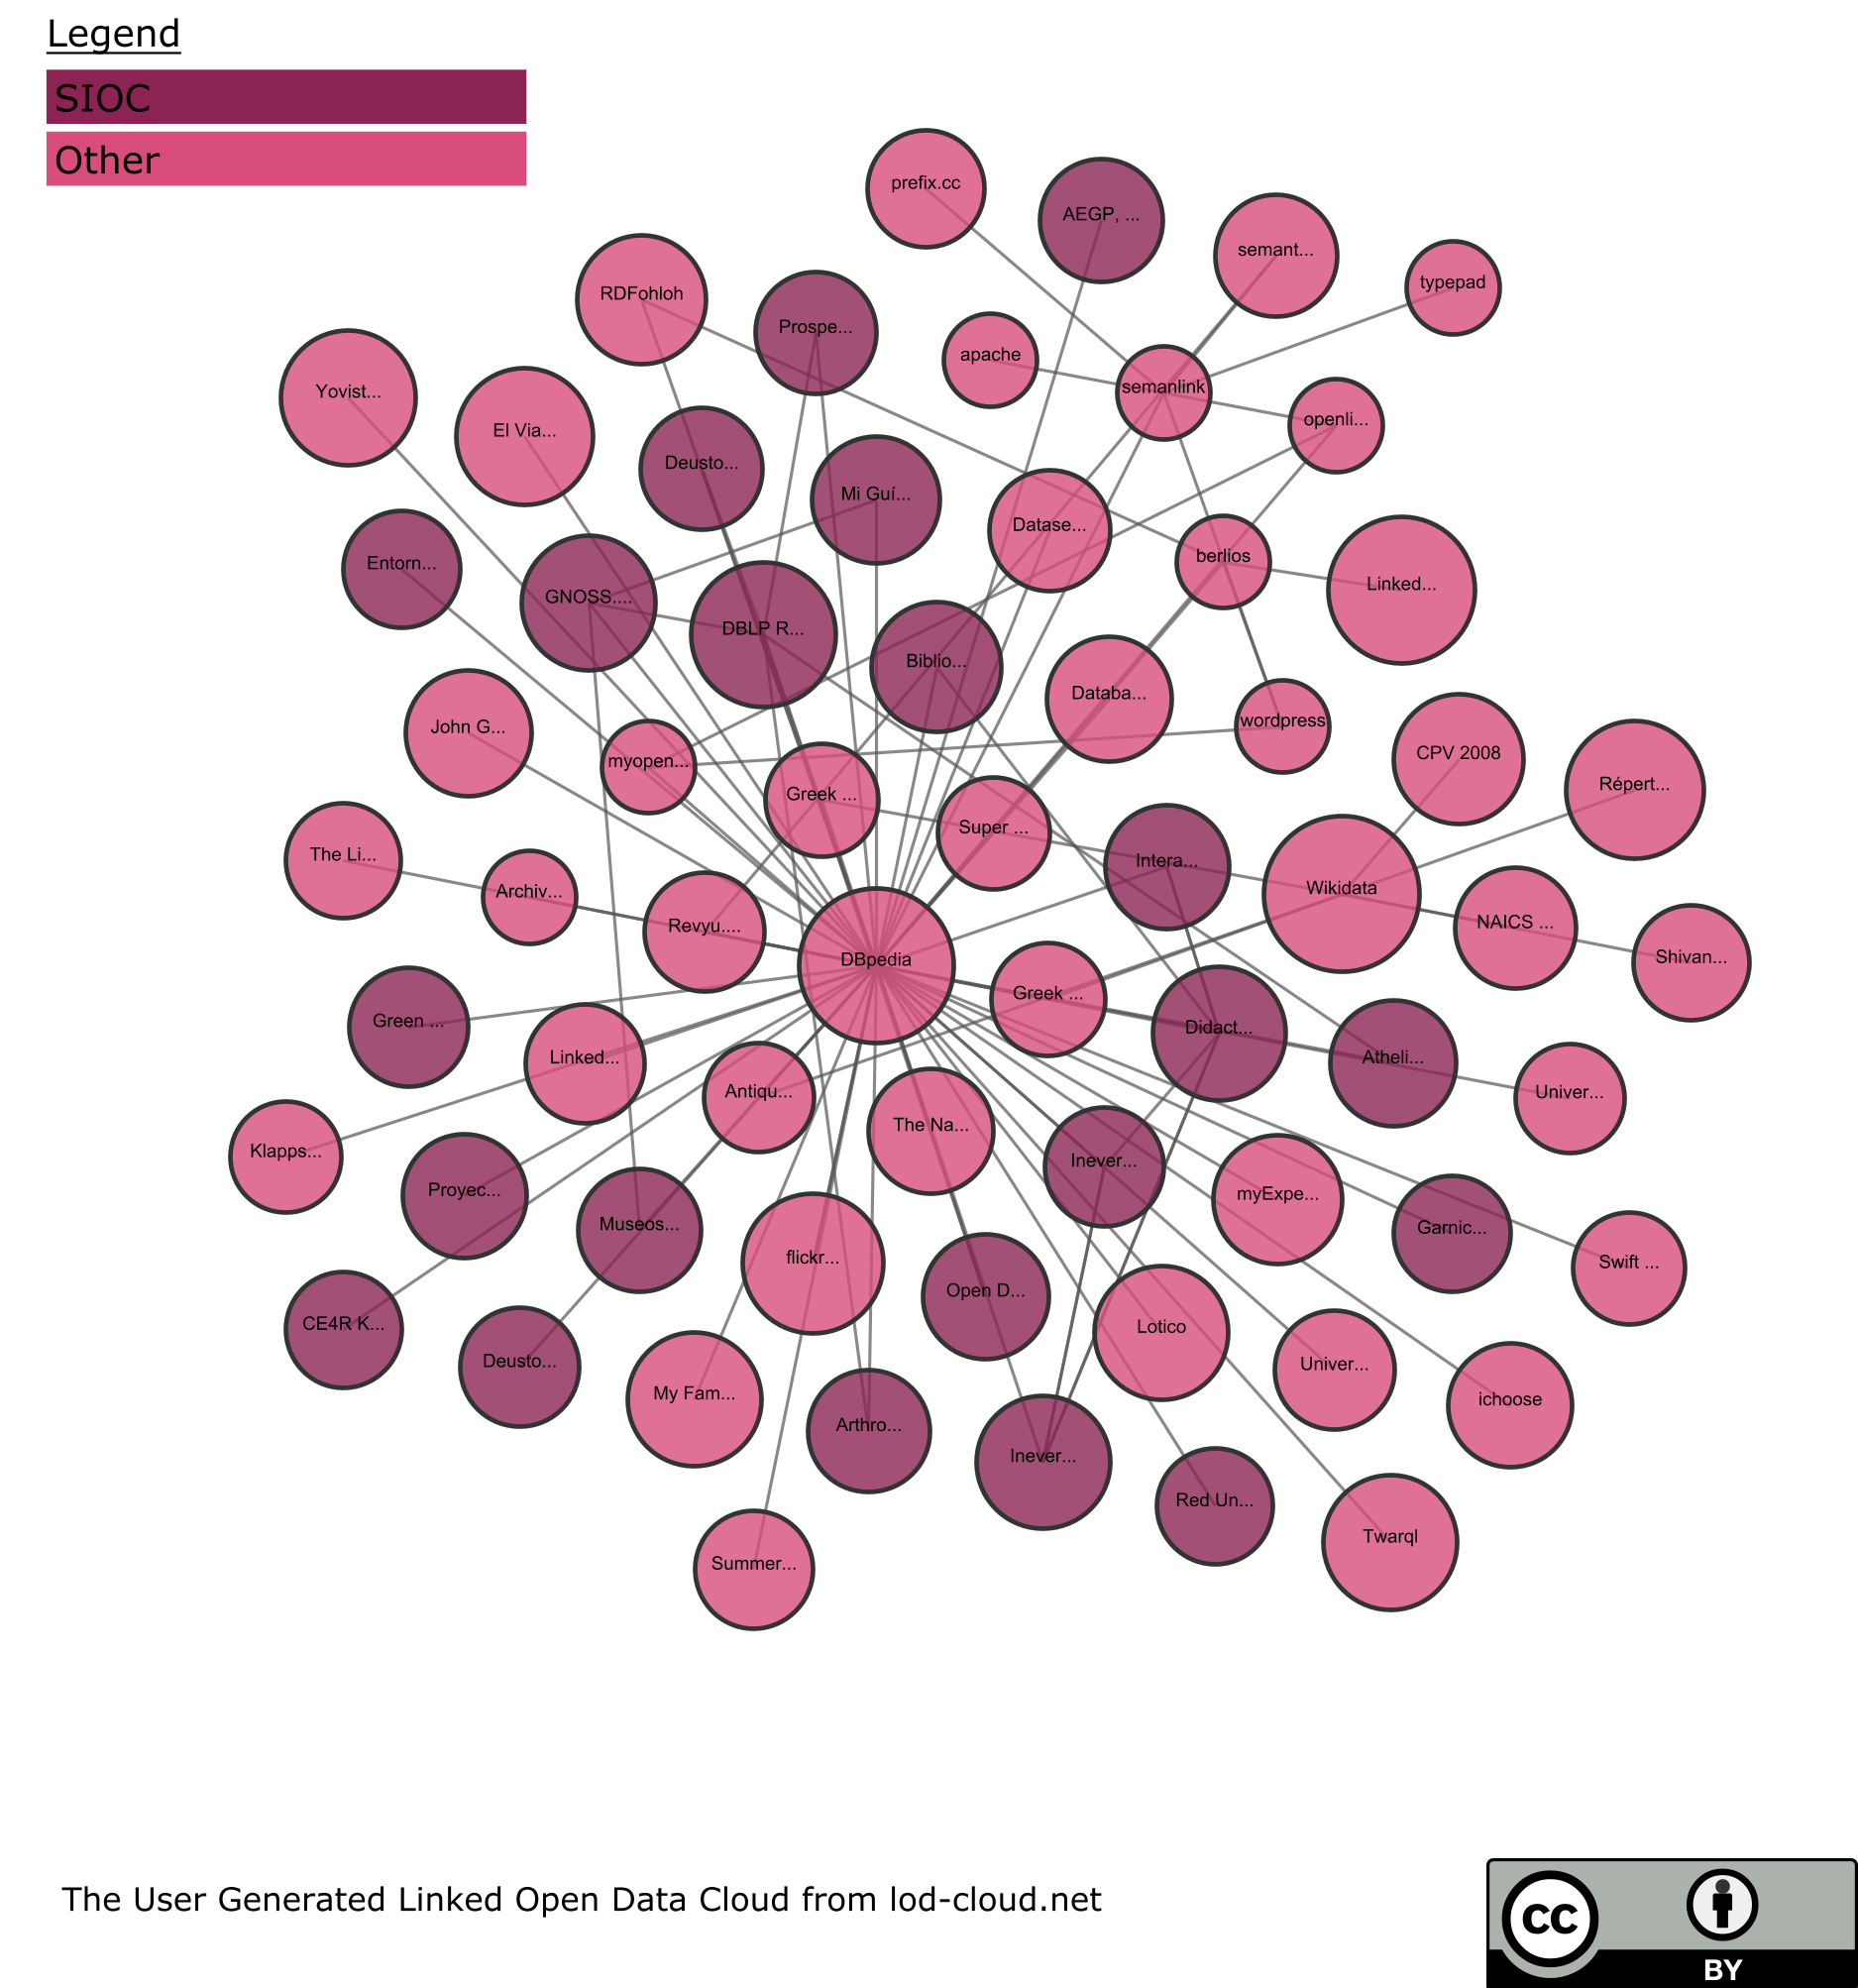 Legend
SIOC
Other
prefix.cc
AEGP, ...
semant...
typepad
RDFohloh
Prospe...
apache
semanlink
openli...
Yovist...
El Via...
Deusto...
Mi Guí...
Datase...
berlios
Linked...
Entorn...
GNOSS....
DBLP R...
Biblio...
Databa...
wordpress
CPV 2008
Répert...
John G...
myopen...
Greek ...
Super ...
Intera...
Wikidata
NAICS ...
Shivan...
The Li...
Archiv...
Revyu....
DBpedia
Greek ...
Didact...
Atheli...
Univer...
Green ...
Linked...
Antiqu...
The Na...
Inever...
myExpe...
Garnic...
Swift ...
Klapps...
Proyec...
Museos...
flickr...
Open D...
Lotico
Univer...
ichoose
CE4R K...
Deusto...
My Fam...
Arthro...
Inever...
Red Un...
Twarql
Summer...
The User Generated Linked Open Data Cloud from lod-cloud.net
cc
BY